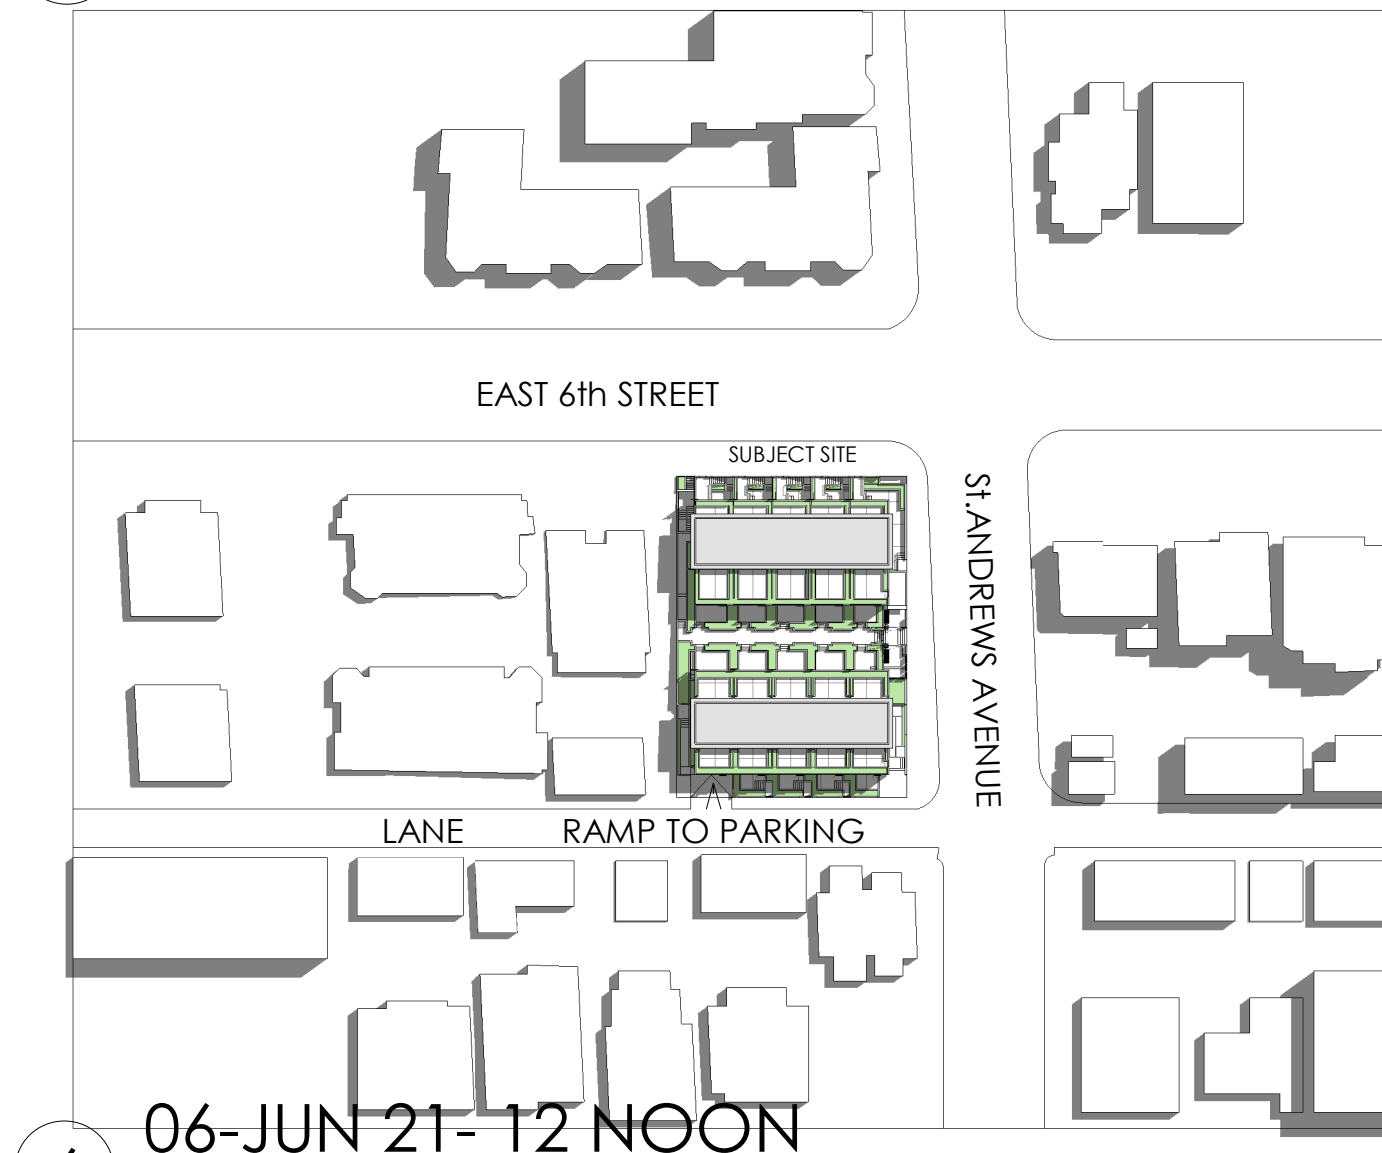 EAST 6th STREET
SUBJECT SITE
St.ANDREWS AVENUE
LANE
RAMP TO PARKING
06-JUN 21- 12 NOON